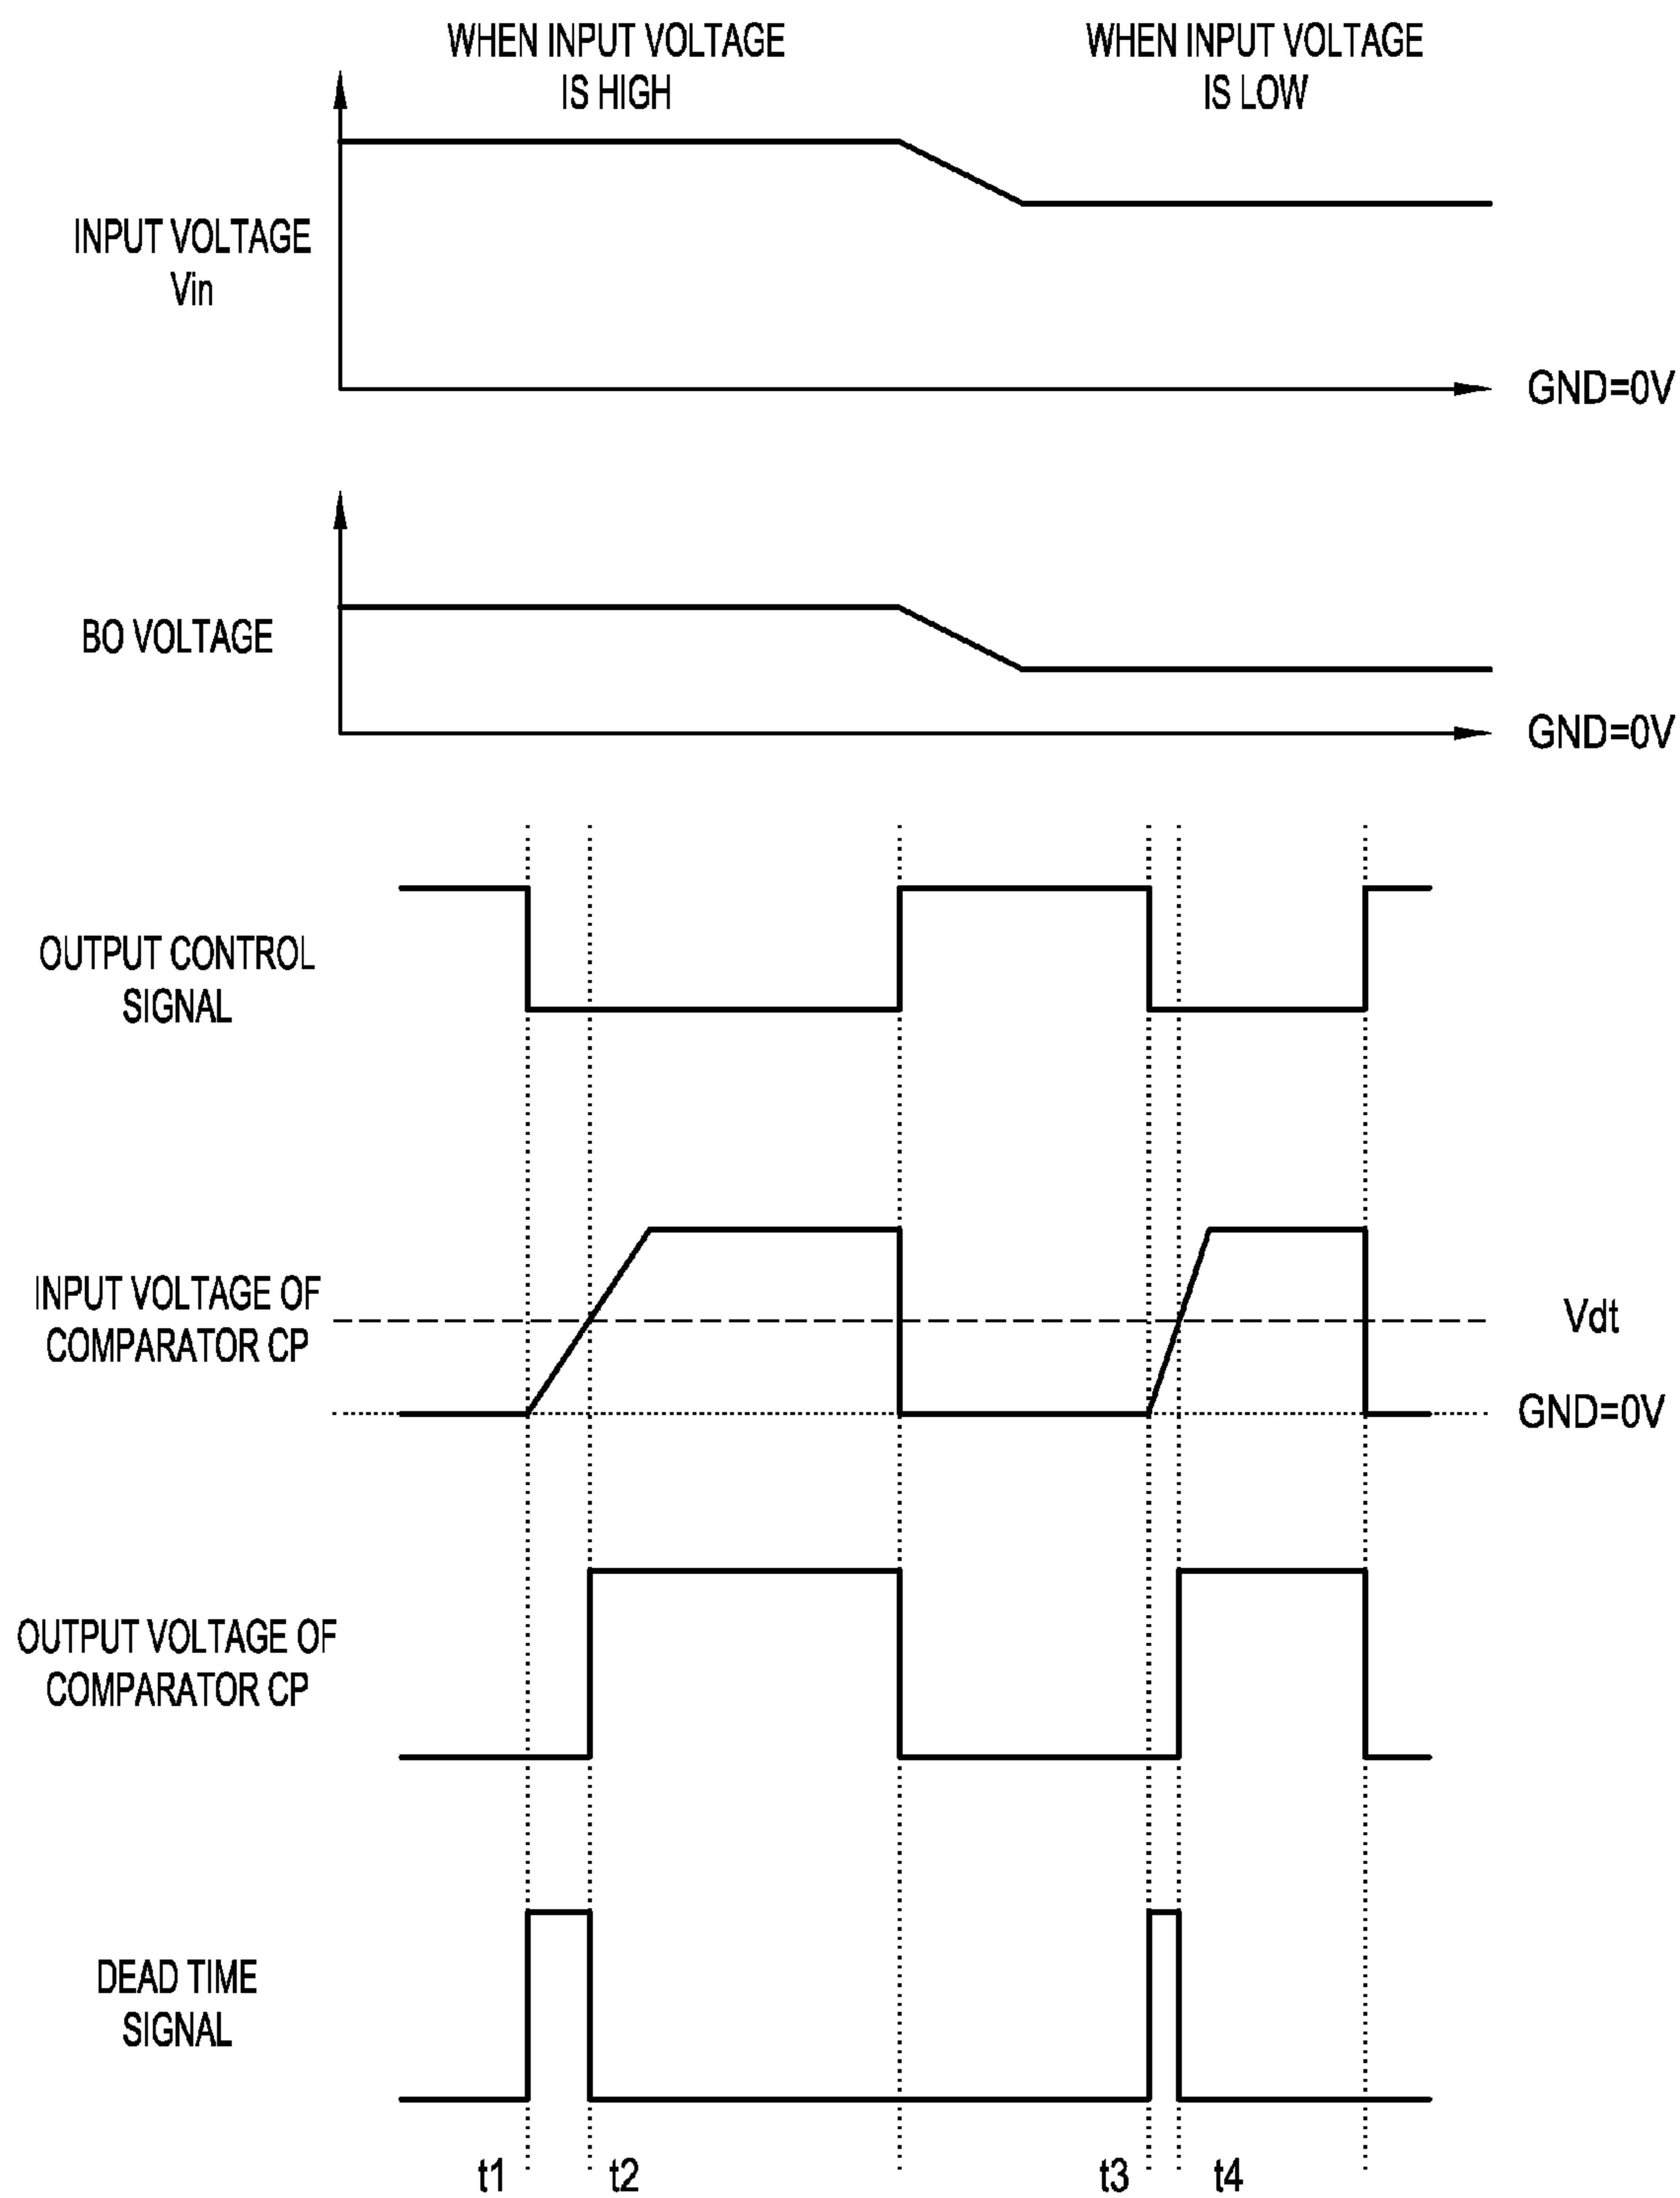 WHEN INPUT VOLTAGE
IS HIGH
WHEN INPUT VOLTAGE
IS LOW
INPUT VOLTAGE
Vin
GND=0V
BO VOLTAGE
GND=0V
OUTPUT CONTROL
SIGNAL
INPUT VOLTAGE OF
COMPARATOR CP
Vdt
GND=0V
OUTPUT VOLTAGE OF
COMPARATOR CP
DEAD TIME
SIGNAL
t1
t2
t3
t4